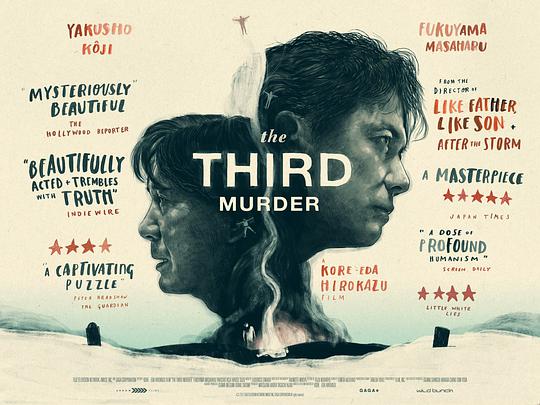 YAKUSHO
KŌJI
"MYSTERIOUSLY
BEAUTIFUL"
THE
HOLLYWOOD REPORTER
"BEAUTIFULLY
ACTED + TREMBLES
WITH TRUTH"
INDIEWIRE
★★★★
"A CAPTIVATING
PUZZLE"
PETER BRADSHAW
THE GUARDIAN
the
THIRD
MURDER
A
KORE-EDA
HIROKAZU
FILM
FUKUYAMA
MASAHARU
FROM THE
DIRECTOR OF
LIKE FATHER
LIKE SON +
AFTER THE STORM
A MASTERPIECE
★★★★★
JAPAN TIMES
"A DOSE OF
PROFOUND
HUMANISM"
SCREEN DAILY
★★★★
LITTLE WHITE
LIES
GAGA
wild bunch